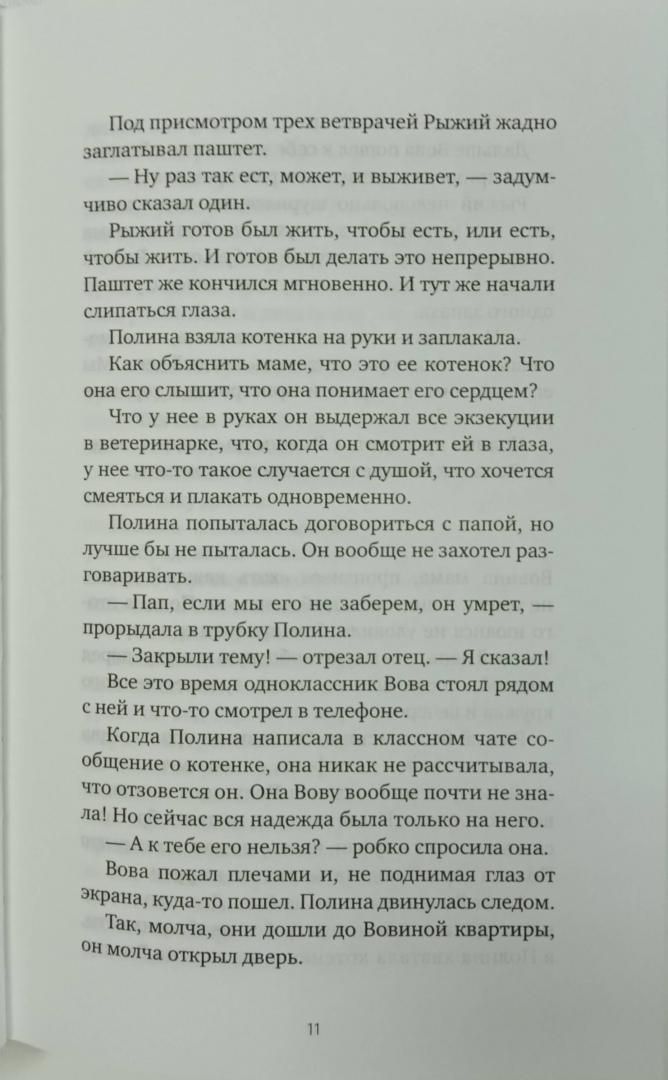 Под присмотром трех ветврачей Рыжий жадно
заглатывал паштет.
— Ну раз так ест, может, и выживет, — задум-
чиво сказал один.
Рыжий готов был жить, чтобы есть, или есть,
чтобы жить. И готов был делать это непрерывно.
Паштет же кончился мгновенно. И тут же начали
слипаться глаза.
Полина взяла котенка на руки и заплакала.
Как объяснить маме, что это ее котенок? Что
она его слышит, что она понимает его сердцем?
Что у нее в руках он выдержал все экзекуции
в ветеринарке, что, когда он смотрит ей в глаза,
у нее что-то такое случается с душой, что хочется
смеяться и плакать одновременно.
Полина попыталась договориться с папой, но
лучше бы не пыталась. Он вообще не захотел раз-
говаривать.
— Пап, если мы его не заберем, он умрет, —
прорыдала в трубку Полина.
— Закрыли тему! — отрезал отец. — Я сказал!
Все это время одноклассник Вова стоял рядом
с ней и что-то смотрел в телефоне.
Когда Полина написала в классном чате со-
общение о котенке, она никак не рассчитывала,
что отзовется он. Она Вову вообще почти не зна-
ла! Но сейчас вся надежда была только на него.
— А к тебе его нельзя? — робко спросила она.
Вова пожал плечами и, не поднимая глаз от
экрана, куда-то пошел. Полина двинулась следом.
Так, молча, они дошли до Вовиной квартиры,
он молча открыл дверь.
11